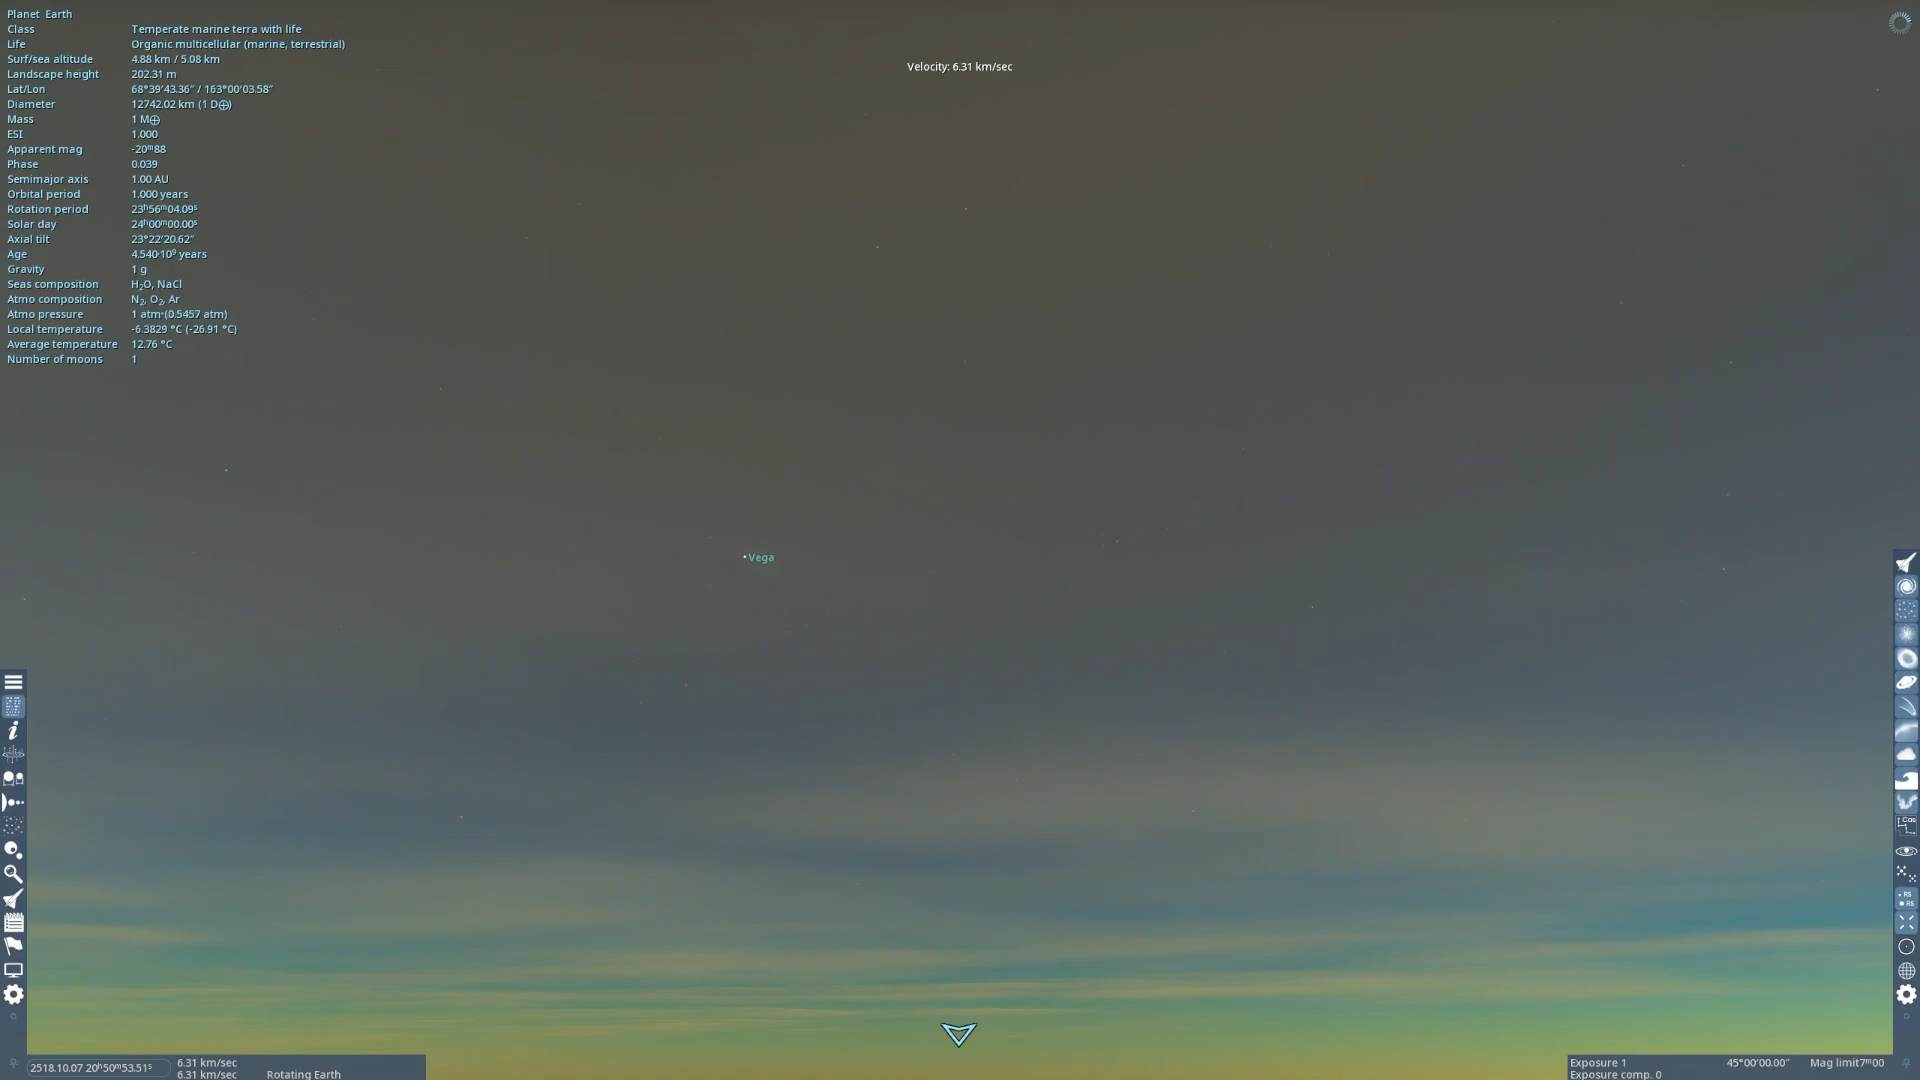 Planet Earth
Class Temperate marine terra with life
Life Organic multicellular (marine, terrestrial)
Surf/sea altitude 4.88 km / 5.08 km
Landscape height 202.31 m
Lat/Lon 68°39'43.36" / 163°00'03.58"
Diameter 12742.02 km (1 D⊕)
Mass 1 M⊕
ESI 1.000
Apparent mag -20ᵐ88
Phase 0.039
Semimajor axis 1.00 AU
Orbital period 1.000 years
Rotation period 23ʰ56ᵐ04.09ˢ
Solar day 24ʰ00ᵐ00.00ˢ
Axial tilt 23°22'20.62"
Age 4.540·10⁹ years
Gravity 1 g
Seas composition H₂O, NaCl
Atmo composition N₂, O₂, Ar
Atmo pressure 1 atm (0.5457 atm)
Local temperature -6.3829 °C (-26.91 °C)
Average temperature 12.76 °C
Number of moons 1
Velocity: 6.31 km/sec
Vega
Cas
RS
RS
2518.10.07 20ʰ50ᵐ53.51ˢ
6.31 km/sec
6.31 km/sec Rotating Earth
Exposure 1 45°00'00.00" Mag limit7ᵐ00
Exposure comp. 0